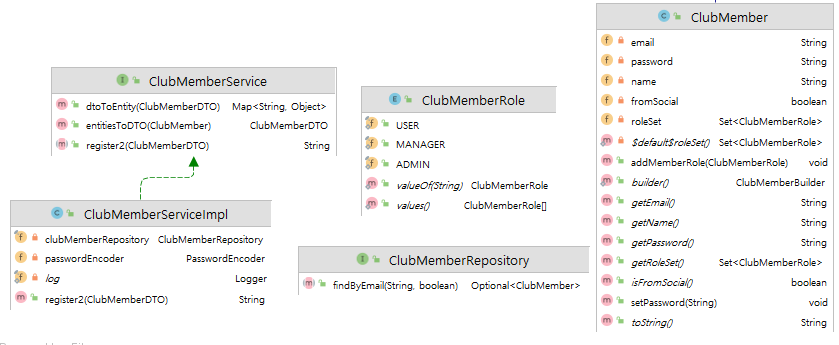 ClubMemberService
dtoToEntity(ClubMemberDTO) Map<String, Object>
entitiesToDTO(ClubMember) ClubMemberDTO
register2(ClubMemberDTO) String
ClubMemberServiceImpl
clubMemberRepository ClubMemberRepository
passwordEncoder PasswordEncoder
log Logger
register2(ClubMemberDTO) String
ClubMemberRole
USER
MANAGER
ADMIN
valueOf(String) ClubMemberRole
values() ClubMemberRole[]
ClubMemberRepository
findByEmail(String, boolean) Optional<ClubMember>
ClubMember
email String
password String
name String
fromSocial boolean
roleSet Set<ClubMemberRole>
$default$roleSet() Set<ClubMemberRole>
addMemberRole(ClubMemberRole) void
builder() ClubMemberBuilder
getEmail() String
getName() String
getPassword() String
getRoleSet() Set<ClubMemberRole>
isFromSocial() boolean
setPassword(String) void
toString() String